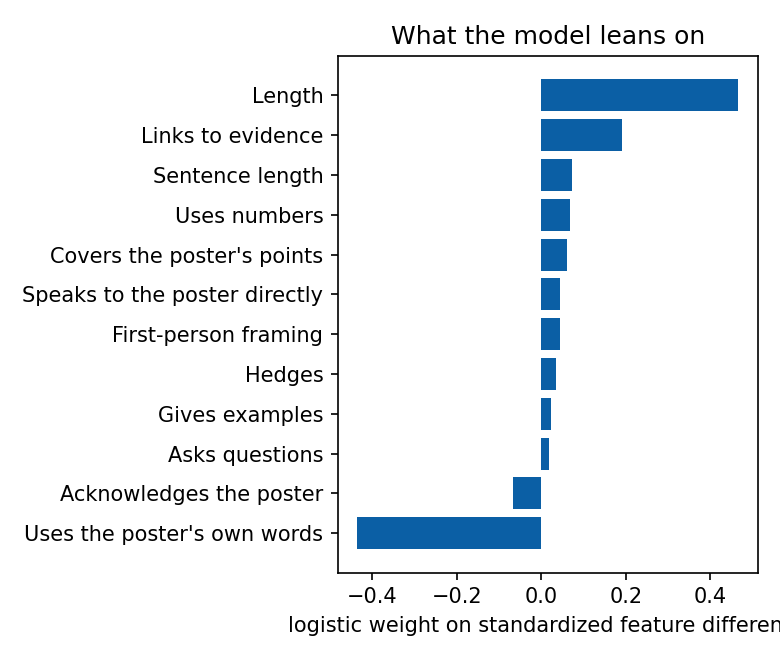 What the model leans on
Length
Links to evidence
Sentence length
Uses numbers
Covers the poster's points
Speaks to the poster directly
First-person framing
Hedges
Gives examples
Asks questions
Acknowledges the poster
Uses the poster's own words
−0.4 −0.2 0.0 0.2 0.4
logistic weight on standardized feature differen